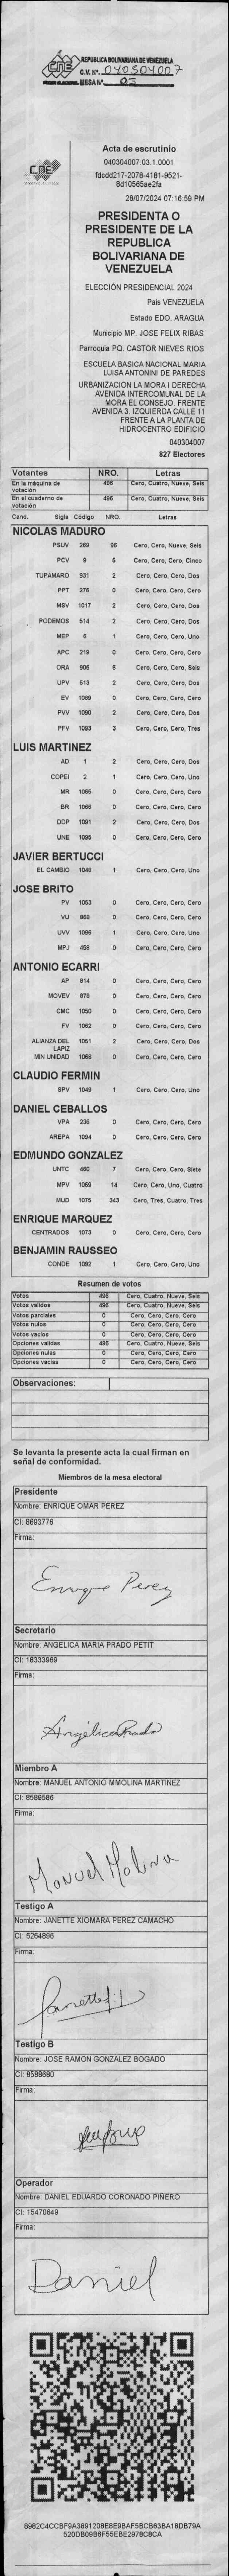 CNE
REPUBLICA BOLIVARIANA DE VENEZUELA
C.V. Nº. 040304007
MESA Nº. 03
CNE
Acta de escrutinio
040304007.03.1.0001
fdcdd217-2078-4181-9521-
8d10565ae2fa
28/07/2024 07:16:59 PM
PRESIDENTA O
PRESIDENTE DE LA
REPUBLICA
BOLIVARIANA DE
VENEZUELA
ELECCIÓN PRESIDENCIAL 2024
Pais VENEZUELA
Estado EDO. ARAGUA
Municipio MP. JOSE FELIX RIBAS
Parroquia PQ. CASTOR NIEVES RIOS
ESCUELA BASICA NACIONAL MARIA
LUISA ANTONINI DE PAREDES
URBANIZACIÓN LA MORA I DERECHA
AVENIDA INTERCOMUNAL DE LA
MORA EL CONSEJO. FRENTE
AVENIDA 3. IZQUIERDA CALLE 11
FRENTE A LA PLANTA DE
HIDROCENTRO EDIFICIO
040304007
827 Electores
Votantes NRO. Letras
En la maquina de votación 496 Cero, Cuatro, Nueve, Seis
En el cuaderno de votación 496 Cero, Cuatro, Nueve, Seis
Cand. Sigla Código NRO. Letras
NICOLAS MADURO
PSUV 269 96 Cero, Cero, Nueve, Seis
PCV 9 5 Cero, Cero, Cero, Cinco
TUPAMARO 931 2 Cero, Cero, Cero, Dos
PPT 276 0 Cero, Cero, Cero, Cero
MSV 1017 2 Cero, Cero, Cero, Dos
PODEMOS 514 2 Cero, Cero, Cero, Dos
MEP 6 1 Cero, Cero, Cero, Uno
APC 219 0 Cero, Cero, Cero, Cero
ORA 906 6 Cero, Cero, Cero, Seis
UPV 513 2 Cero, Cero, Cero, Dos
EV 1089 0 Cero, Cero, Cero, Cero
PVV 1090 2 Cero, Cero, Cero, Dos
PFV 1093 3 Cero, Cero, Cero, Tres
LUIS MARTINEZ
AD 1 2 Cero, Cero, Cero, Dos
COPEI 2 1 Cero, Cero, Cero, Uno
MR 1065 0 Cero, Cero, Cero, Cero
BR 1066 0 Cero, Cero, Cero, Cero
DDP 1091 2 Cero, Cero, Cero, Dos
UNE 1095 0 Cero, Cero, Cero, Cero
JAVIER BERTUCCI
EL CAMBIO 1048 1 Cero, Cero, Cero, Uno
JOSE BRITO
PV 1053 0 Cero, Cero, Cero, Cero
VU 868 0 Cero, Cero, Cero, Cero
UVV 1096 1 Cero, Cero, Cero, Uno
MPJ 458 0 Cero, Cero, Cero, Cero
ANTONIO ECARRI
AP 814 0 Cero, Cero, Cero, Cero
MOVEV 878 0 Cero, Cero, Cero, Cero
CMC 1050 0 Cero, Cero, Cero, Cero
FV 1062 0 Cero, Cero, Cero, Cero
ALIANZA DEL LAPIZ 1051 2 Cero, Cero, Cero, Dos
MIN UNIDAD 1068 0 Cero, Cero, Cero, Cero
CLAUDIO FERMIN
SPV 1049 1 Cero, Cero, Cero, Uno
DANIEL CEBALLOS
VPA 236 0 Cero, Cero, Cero, Cero
AREPA 1094 0 Cero, Cero, Cero, Cero
EDMUNDO GONZALEZ
UNTC 460 7 Cero, Cero, Cero, Siete
MPV 1069 14 Cero, Cero, Uno, Cuatro
MUD 1075 343 Cero, Tres, Cuatro, Tres
ENRIQUE MARQUEZ
CENTRADOS 1073 0 Cero, Cero, Cero, Cero
BENJAMIN RAUSSEO
CONDE 1092 1 Cero, Cero, Cero, Uno
Resumen de votos
Votos 496 Cero, Cuatro, Nueve, Seis
Votos validos 496 Cero, Cuatro, Nueve, Seis
Votos parciales 0 Cero, Cero, Cero, Cero
Votos nulos 0 Cero, Cero, Cero, Cero
Votos vacios 0 Cero, Cero, Cero, Cero
Opciones validas 496 Cero, Cuatro, Nueve, Seis
Opciones nulas 0 Cero, Cero, Cero, Cero
Opciones vacias 0 Cero, Cero, Cero, Cero
Observaciones:
Se levanta la presente acta la cual firman en
señal de conformidad.
Miembros de la mesa electoral
Presidente
Nombre: ENRIQUE OMAR PEREZ
CI: 8693776
Firma:
Enrique Perez
Secretario
Nombre: ANGELICA MARIA PRADO PETIT
CI: 18333969
Firma:
Angelica Prado
Miembro A
Nombre: MANUEL ANTONIO MMOLINA MARTINEZ
CI: 8589586
Firma:
Manuel Molina
Testigo A
Nombre: JANETTE XIOMARA PEREZ CAMACHO
CI: 6264896
Firma:
Testigo B
Nombre: JOSE RAMON GONZALEZ BOGADO
CI: 8588680
Firma:
Operador
Nombre: DANIEL EDUARDO CORONADO PIÑERO
CI: 15470649
Firma:
Daniel
8982C4CCBF9A3891208E8E9BAF5BCB63BA18DB79A
520DB09B6F55EBE2978C8CA